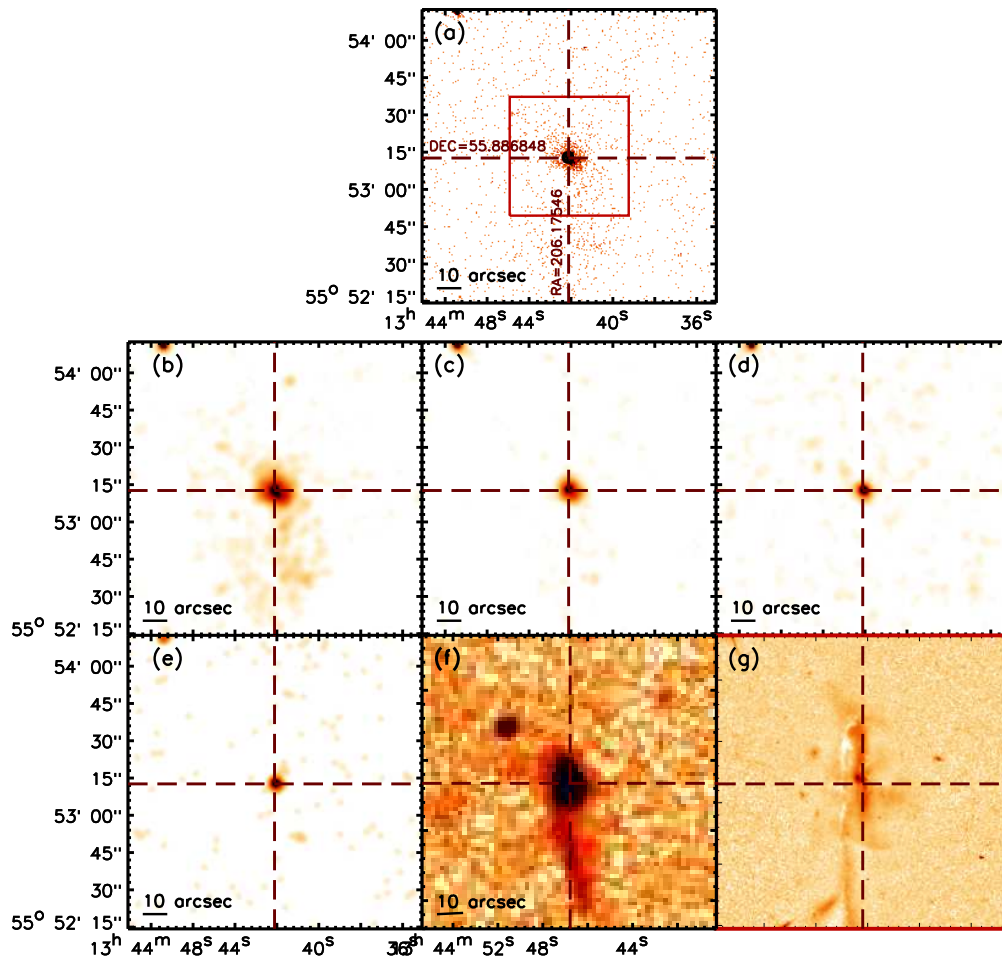 (a)
54' 00"
45"
30"
DEC=55.886848
15"
53' 00"
RA=206.17546
45"
30"
10 arcsec
55° 52' 15"
13h 44m 48s 44s 40s 36s
(b) (c) (d)
54' 00"
45"
30"
15"
53' 00"
45"
30"
10 arcsec 10 arcsec 10 arcsec
55° 52' 15"
(e) (f) (g)
54' 00"
45"
30"
15"
53' 00"
45"
30"
10 arcsec 10 arcsec
55° 52' 15"
13h 44m 48s 44s 40s 44m 52s 48s 44s